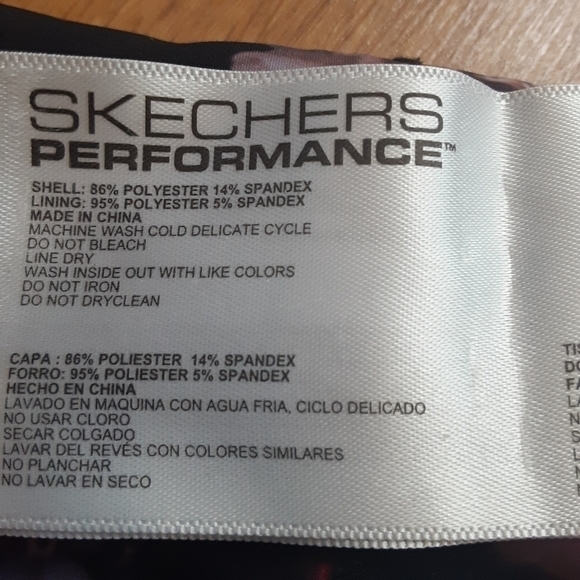 SKECHERS
PERFORMANCE™
SHELL: 86% POLYESTER 14% SPANDEX
LINING: 95% POLYESTER 5% SPANDEX
MADE IN CHINA
MACHINE WASH COLD DELICATE CYCLE
DO NOT BLEACH
LINE DRY
WASH INSIDE OUT WITH LIKE COLORS
DO NOT IRON
DO NOT DRYCLEAN
CAPA : 86% POLIESTER 14% SPANDEX
FORRO: 95% POLIESTER 5% SPANDEX
HECHO EN CHINA
LAVADO EN MAQUINA CON AGUA FRIA, CICLO DELICADO
NO USAR CLORO
SECAR COLGADO
LAVAR DEL REVÉS CON COLORES SIMILARES
NO PLANCHAR
NO LAVAR EN SECO